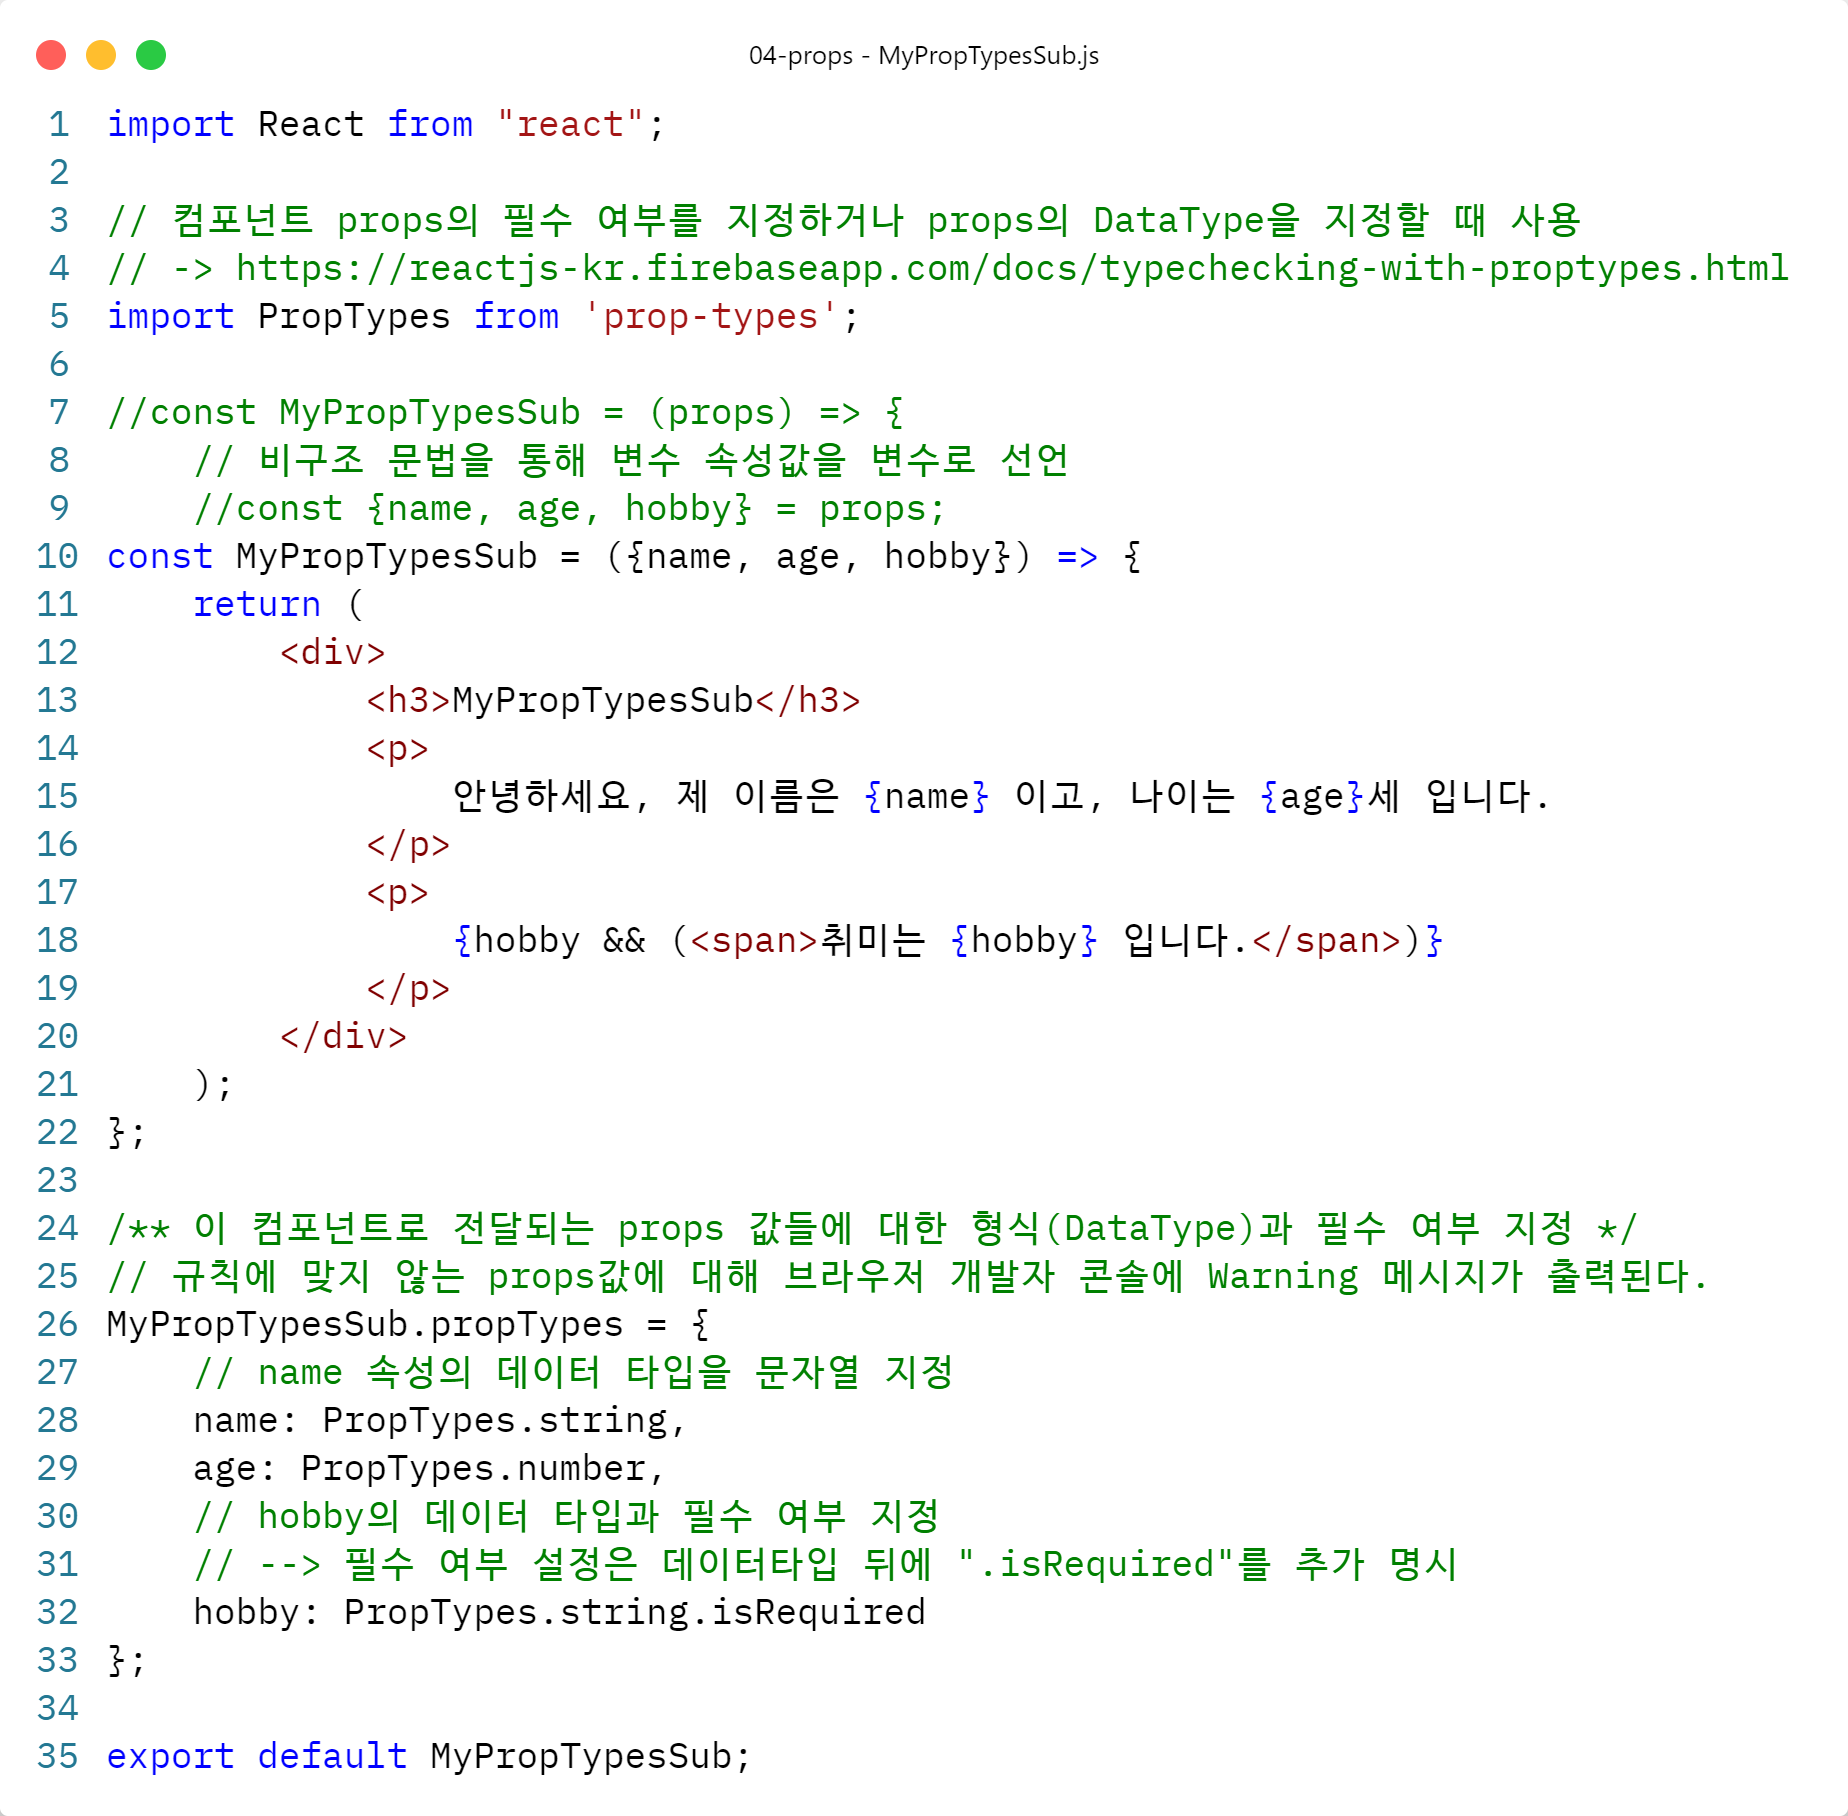 04-props - MyPropTypesSub.js
1 import React from "react";
2
3 // 컴포넌트 props의 필수 여부를 지정하거나 props의 DataType을 지정할 때 사용
4 // -> https://reactjs-kr.firebaseapp.com/docs/typechecking-with-proptypes.html
5 import PropTypes from 'prop-types';
6
7 //const MyPropTypesSub = (props) => {
8     // 비구조 문법을 통해 변수 속성값을 변수로 선언
9     //const {name, age, hobby} = props;
10 const MyPropTypesSub = ({name, age, hobby}) => {
11     return (
12         <div>
13             <h3>MyPropTypesSub</h3>
14             <p>
15                 안녕하세요, 제 이름은 {name} 이고, 나이는 {age}세 입니다.
16             </p>
17             <p>
18                 {hobby && (<span>취미는 {hobby} 입니다.</span>)}
19             </p>
20         </div>
21     );
22 };
23
24 /** 이 컴포넌트로 전달되는 props 값들에 대한 형식(DataType)과 필수 여부 지정 */
25 // 규칙에 맞지 않는 props값에 대해 브라우저 개발자 콘솔에 Warning 메시지가 출력된다.
26 MyPropTypesSub.propTypes = {
27     // name 속성의 데이터 타입을 문자열 지정
28     name: PropTypes.string,
29     age: PropTypes.number,
30     // hobby의 데이터 타입과 필수 여부 지정
31     // --> 필수 여부 설정은 데이터타입 뒤에 ".isRequired"를 추가 명시
32     hobby: PropTypes.string.isRequired
33 };
34
35 export default MyPropTypesSub;